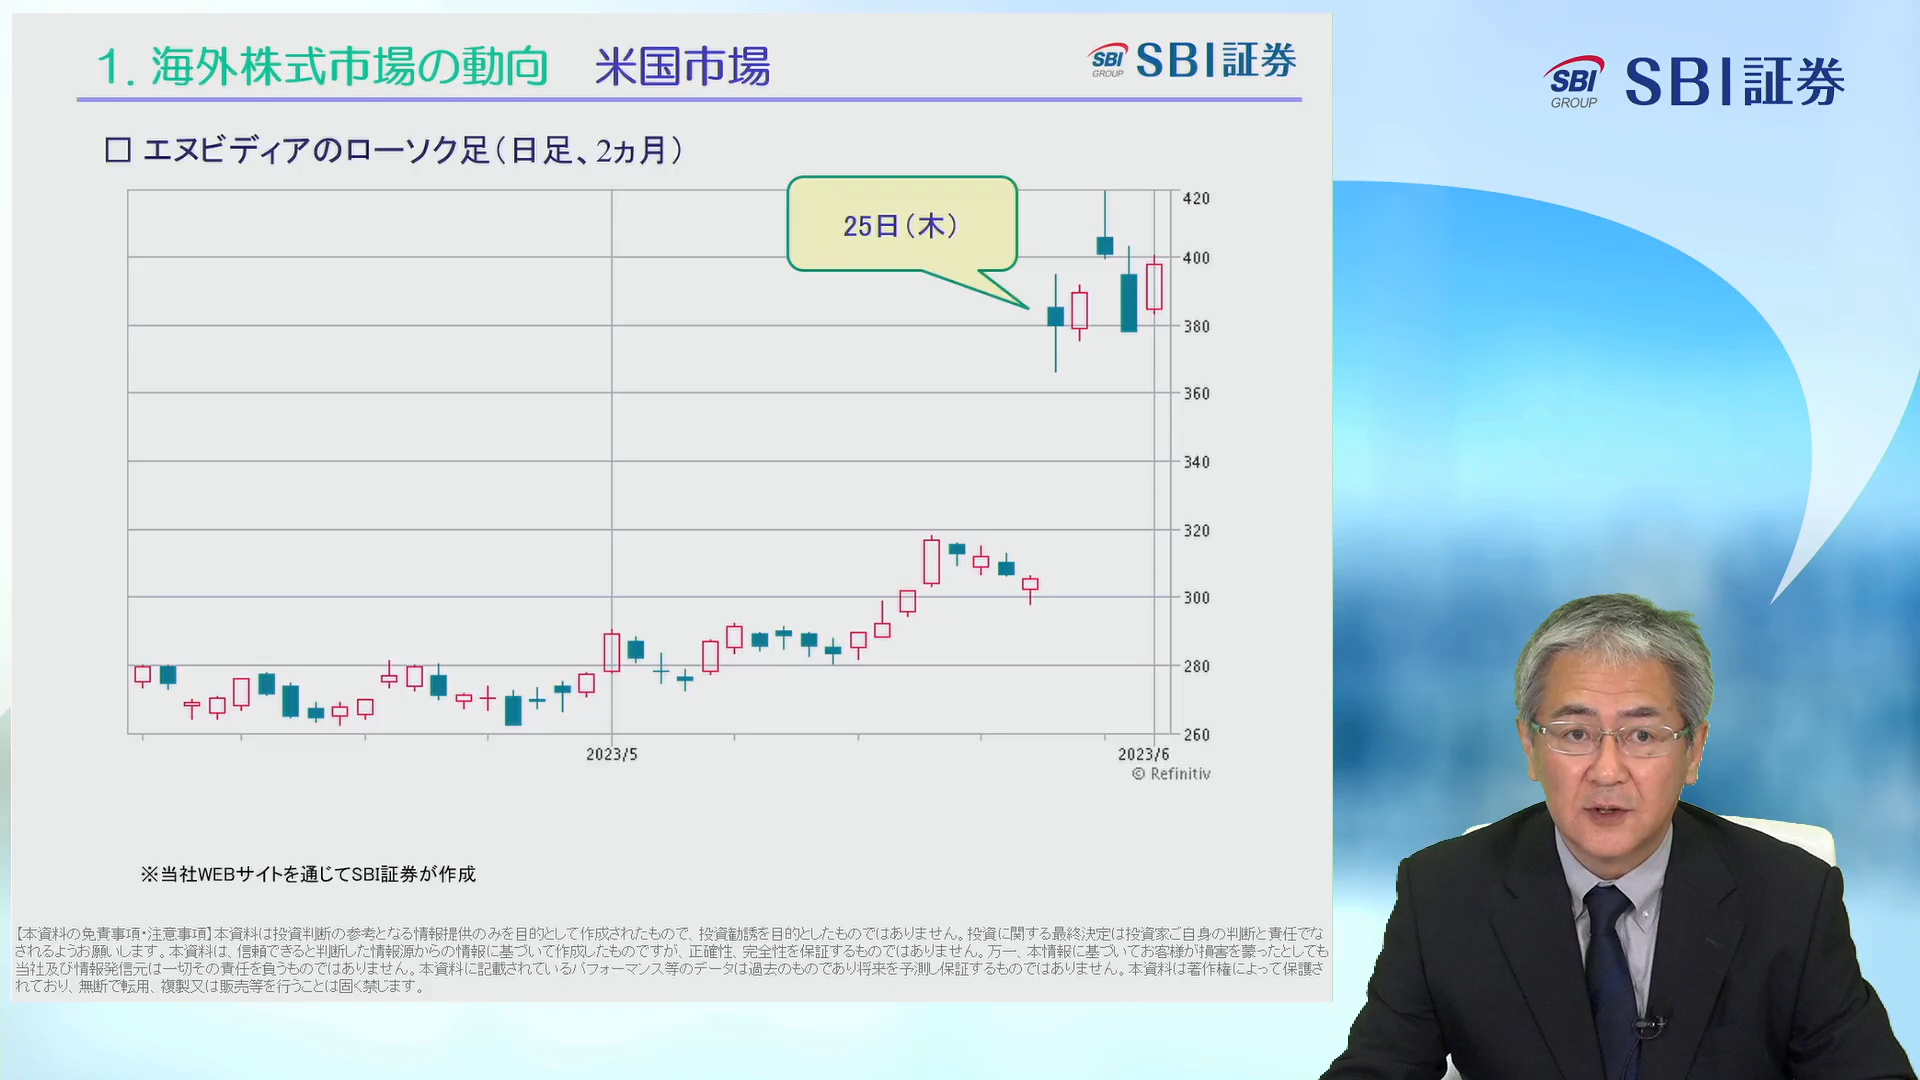 1. 海外株式市場の動向　米国市場
SBI GROUP SBI証券
SBI GROUP SBI証券
□ エヌビディアのローソク足（日足、2ヵ月）
25日（木）
420
400
380
360
340
320
300
280
260
2023/5
2023/6
© Refinitiv
※当社WEBサイトを通じてSBI証券が作成
【本資料の免責事項・注意事項】本資料は投資判断の参考となる情報提供のみを目的として作成されたもので、投資勧誘を目的としたものではありません。投資に関する最終決定は投資家ご自身の判断と責任でな
されるようお願いします。本資料は、信頼できると判断した情報源からの情報に基づいて作成したものですが、正確性、完全性を保証するものではありません。万一、本情報に基づいてお客様が損害を蒙ったとしても
当社及び情報発信元は一切その責任を負うものではありません。本資料に記載されているパフォーマンス等のデータは過去のものであり将来を予測し保証するものではありません。本資料は著作権によって保護さ
れており、無断で転用、複製又は販売等を行うことは固く禁じます。